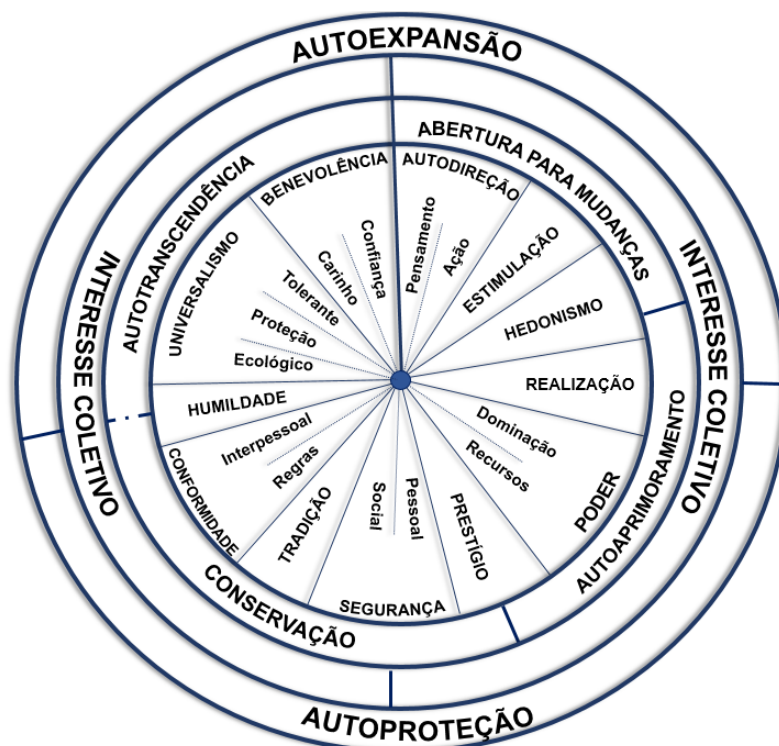 AUTOEXPANSÃO
ABERTURA PARA MUDANÇAS
AUTOTRANSCENDÊNCIA
BENEVOLÊNCIA
AUTODIREÇÃO
Confiança
Carinho
Pensamento
Ação
ESTIMULAÇÃO
HEDONISMO
UNIVERSALISMO
Tolerante
Proteção
Ecológico
INTERESSE COLETIVO
INTERESSE COLETIVO
REALIZAÇÃO
HUMILDADE
Dominação
Recursos
PODER
AUTOAPRIMORAMENTO
Interpessoal
Regras
CONFORMIDADE
TRADIÇÃO
Social
Pessoal
PRESTÍGIO
SEGURANÇA
CONSERVAÇÃO
AUTOPROTEÇÃO